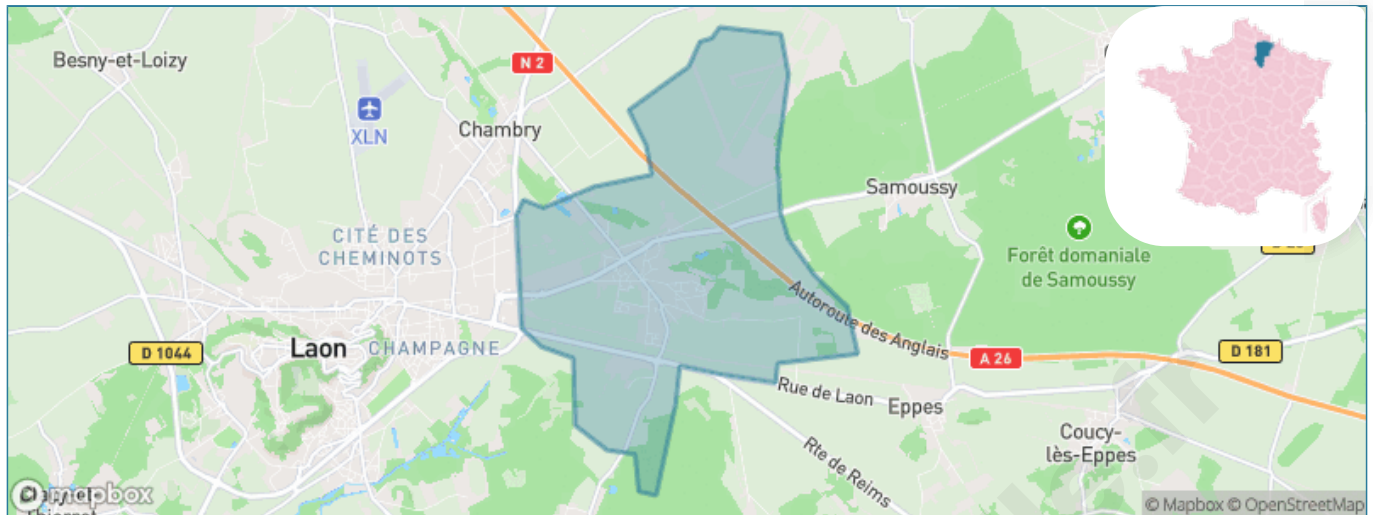 Besny-et-Loizy
N 2
XLN
Chambry
Samoussy
CITÉ DES
CHEMINOTS
Forêt domaniale
de Samoussy
Autoroute des Anglais
D 1044
Laon
CHAMPAGNE
A 26
D 181
Rue de Laon
Eppes
Rte de Reims
Coucy-
lès-Eppes
mapbox
© Mapbox © OpenStreetMap